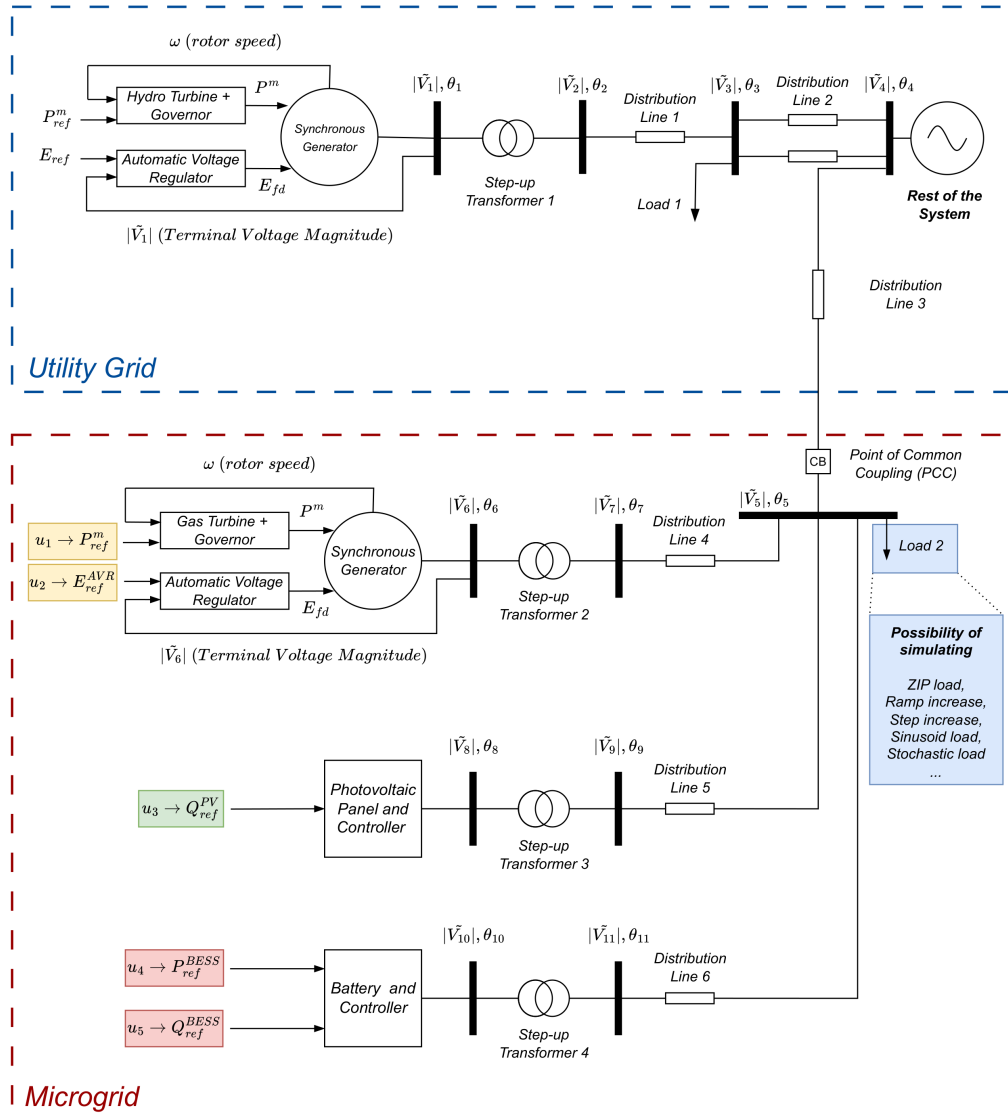 ω (rotor speed)
|Ṽ₁|, θ₁
|Ṽ₂|, θ₂
|Ṽ₃|, θ₃
|Ṽ₄|, θ₄
Distribution
Line 1
Distribution
Line 2
P^m
Hydro Turbine +
Governor
P^m_ref
E_ref
Automatic Voltage
Regulator
E_fd
Synchronous
Generator
Step-up
Transformer 1
Load 1
Rest of the
System
|Ṽ₁| (Terminal Voltage Magnitude)
Distribution
Line 3
Utility Grid
CB
Point of Common
Coupling (PCC)
ω (rotor speed)
|Ṽ₆|, θ₆
|Ṽ₇|, θ₇
|Ṽ₅|, θ₅
P^m
Gas Turbine +
Governor
u₁ → P^m_ref
u₂ → E^AVR_ref
Automatic Voltage
Regulator
E_fd
Synchronous
Generator
Step-up
Transformer 2
Distribution
Line 4
Load 2
|Ṽ₆| (Terminal Voltage Magnitude)
Possibility of
simulating
ZIP load,
Ramp increase,
Step increase,
Sinusoid load,
Stochastic load
...
|Ṽ₈|, θ₈
|Ṽ₉|, θ₉
Distribution
Line 5
u₃ → Q^PV_ref
Photovoltaic
Panel and
Controller
Step-up
Transformer 3
|Ṽ₁₀|, θ₁₀
|Ṽ₁₁|, θ₁₁
Distribution
Line 6
u₄ → P^BESS_ref
u₅ → Q^BESS_ref
Battery and
Controller
Step-up
Transformer 4
Microgrid